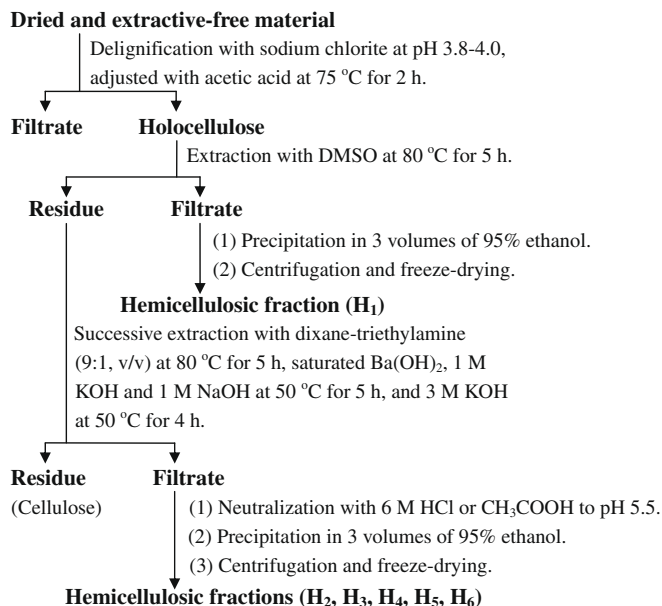 Dried and extractive-free material
Delignification with sodium chlorite at pH 3.8-4.0,
adjusted with acetic acid at 75 °C for 2 h.
Filtrate Holocellulose
Extraction with DMSO at 80 °C for 5 h.
Residue Filtrate
(1) Precipitation in 3 volumes of 95% ethanol.
(2) Centrifugation and freeze-drying.
Hemicellulosic fraction (H₁)
Successive extraction with dixane-triethylamine
(9:1, v/v) at 80 °C for 5 h, saturated Ba(OH)₂, 1 M
KOH and 1 M NaOH at 50 °C for 5 h, and 3 M KOH
at 50 °C for 4 h.
Residue Filtrate
(Cellulose) (1) Neutralization with 6 M HCl or CH₃COOH to pH 5.5.
(2) Precipitation in 3 volumes of 95% ethanol.
(3) Centrifugation and freeze-drying.
Hemicellulosic fractions (H₂, H₃, H₄, H₅, H₆)